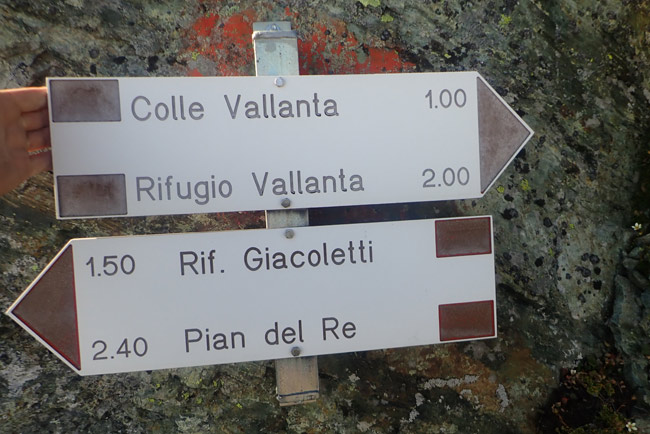 Colle Vallanta 1.00
Rifugio Vallanta 2.00
1.50 Rif. Giacoletti
2.40 Pian del Re